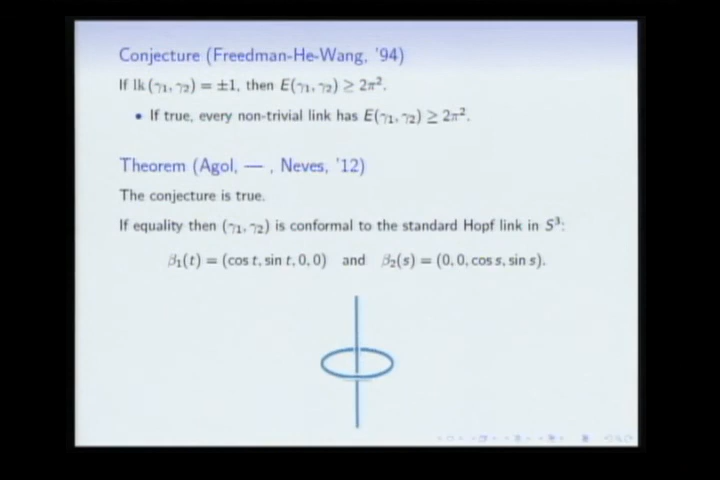 Conjecture (Freedman-He-Wang, '94)
If lk(γ₁, γ₂) = ±1, then E(γ₁, γ₂) ≥ 2π².
• If true, every non-trivial link has E(γ₁, γ₂) ≥ 2π².
Theorem (Agol, — , Neves, '12)
The conjecture is true.
If equality then (γ₁, γ₂) is conformal to the standard Hopf link in S³:
β₁(t) = (cos t, sin t, 0, 0) and β₂(s) = (0, 0, cos s, sin s).